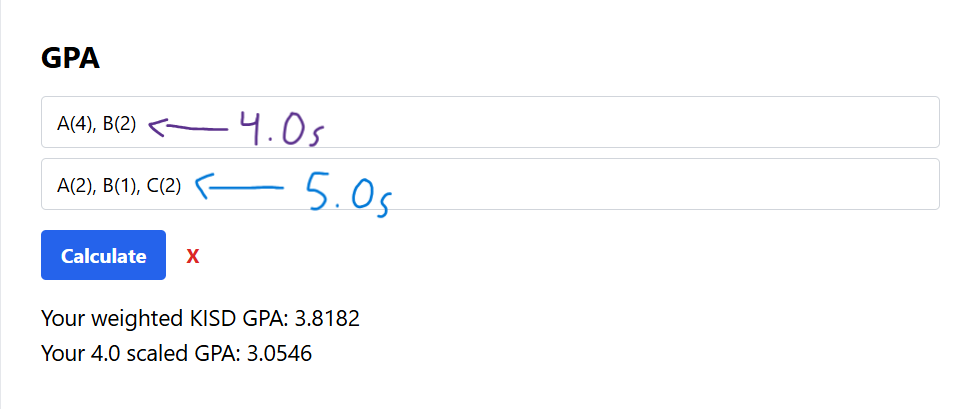 GPA
A(4), B(2) 4.0s
A(2), B(1), C(2) 5.0s
Calculate X
Your weighted KISD GPA: 3.8182
Your 4.0 scaled GPA: 3.0546